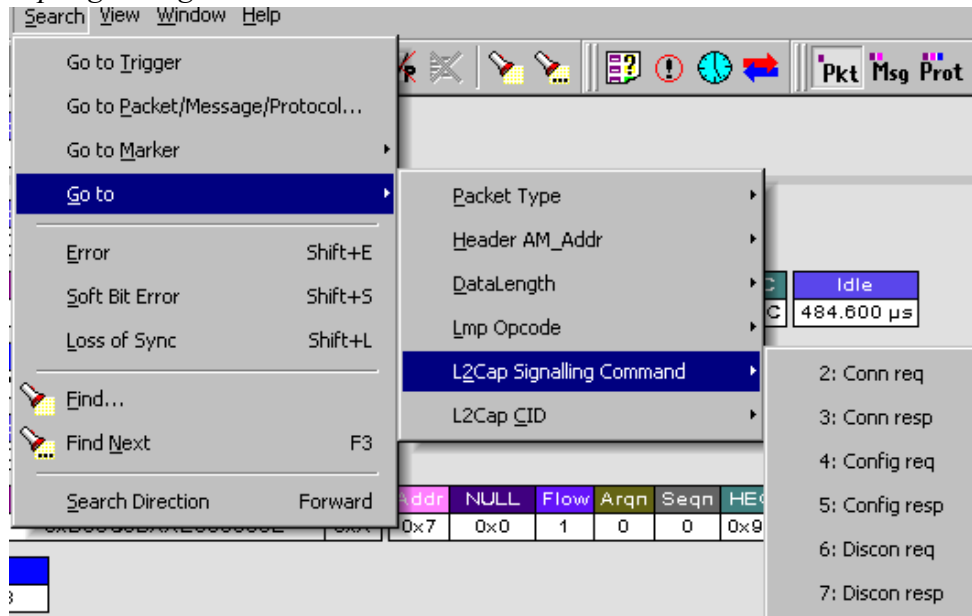 Search View Window Help
Go to Trigger
Go to Packet/Message/Protocol...
Go to Marker
Go to
Error Shift+E
Soft Bit Error Shift+S
Loss of Sync Shift+L
Find...
Find Next F3
Search Direction Forward
Pkt Msg Prot
Packet Type
Header AM_Addr
DataLength
Lmp Opcode
L2Cap Signalling Command
L2Cap CID
Idle
484.600 µs
2: Conn req
3: Conn resp
4: Config req
5: Config resp
6: Discon req
7: Discon resp
Addr NULL Flow Arqn Seqn
0x7 0x0 1 0 0 0x9